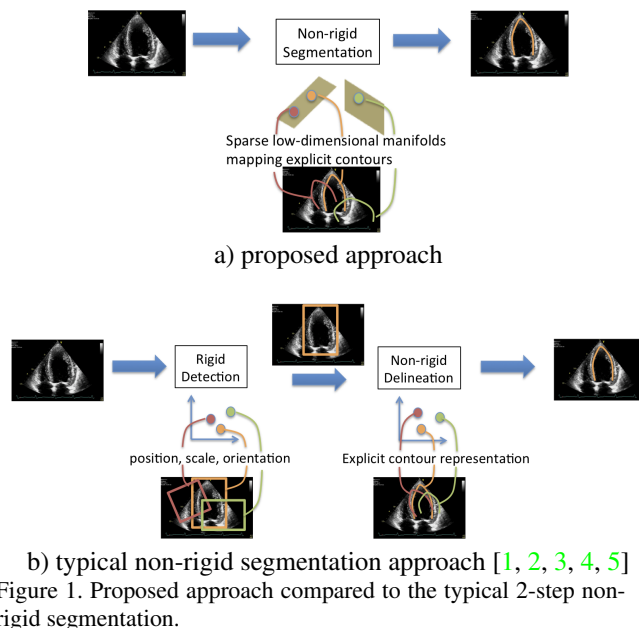 Non-rigid
Segmentation
Sparse low-dimensional manifolds
mapping explicit contours
a) proposed approach
Rigid
Detection
Non-rigid
Delineation
position, scale, orientation
Explicit contour representation
b) typical non-rigid segmentation approach [1, 2, 3, 4, 5]
Figure 1. Proposed approach compared to the typical 2-step non-
rigid segmentation.